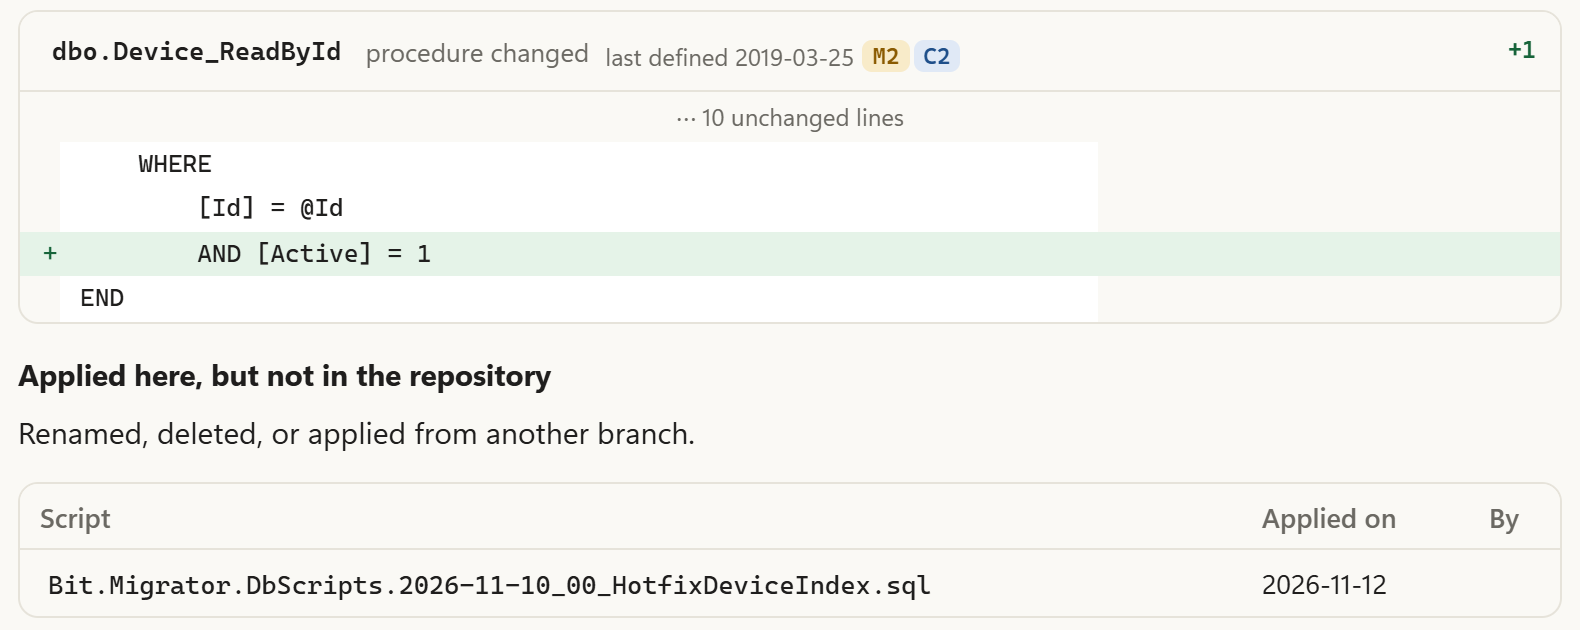 dbo.Device_ReadById procedure changed last defined 2019-03-25 M2 C2 +1
··· 10 unchanged lines
WHERE
[Id] = @Id
+ AND [Active] = 1
END
Applied here, but not in the repository
Renamed, deleted, or applied from another branch.
Script Applied on By
Bit.Migrator.DbScripts.2026-11-10_00_HotfixDeviceIndex.sql 2026-11-12